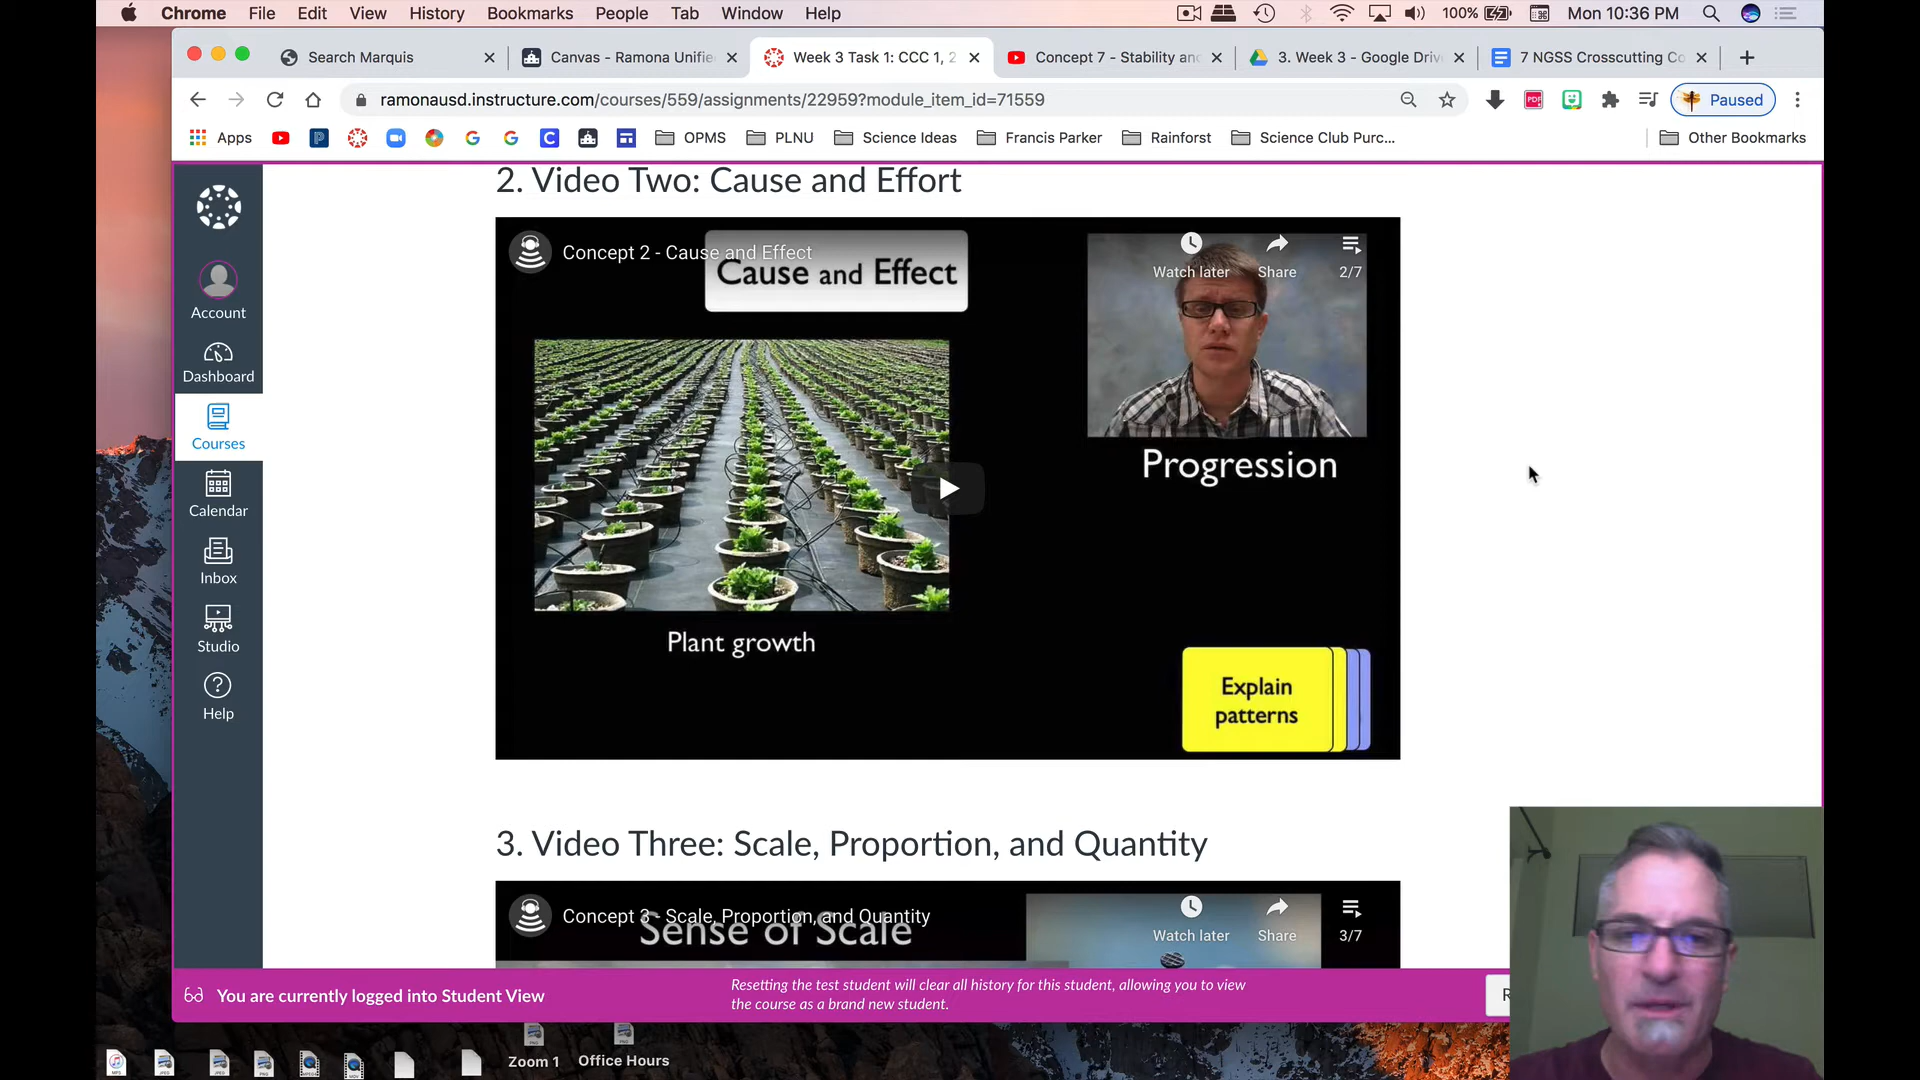 Chrome File Edit View History Bookmarks People Tab Window Help 100% Mon 10:36 PM
Search Marquis
Canvas - Ramona Unifie
Week 3 Task 1: CCC 1, 2
Concept 7 - Stability an
3. Week 3 - Google Driv
7 NGSS Crosscutting Co
ramonausd.instructure.com/courses/559/assignments/22959?module_item_id=71559
PDF
Paused
Apps
OPMS
PLNU
Science Ideas
Francis Parker
Rainforst
Science Club Purc...
Other Bookmarks
Account
Dashboard
Courses
Calendar
Inbox
Studio
Help
2. Video Two: Cause and Effort
Concept 2 - Cause and Effect
Cause and Effect
Watch later
Share
2/7
Progression
Plant growth
Explain
patterns
3. Video Three: Scale, Proportion, and Quantity
Concept 3 - Scale, Proportion, and Quantity
Sense of Scale
Watch later
Share
3/7
You are currently logged into Student View
Resetting the test student will clear all history for this student, allowing you to view
the course as a brand new student.
R
Zoom 1
Office Hours